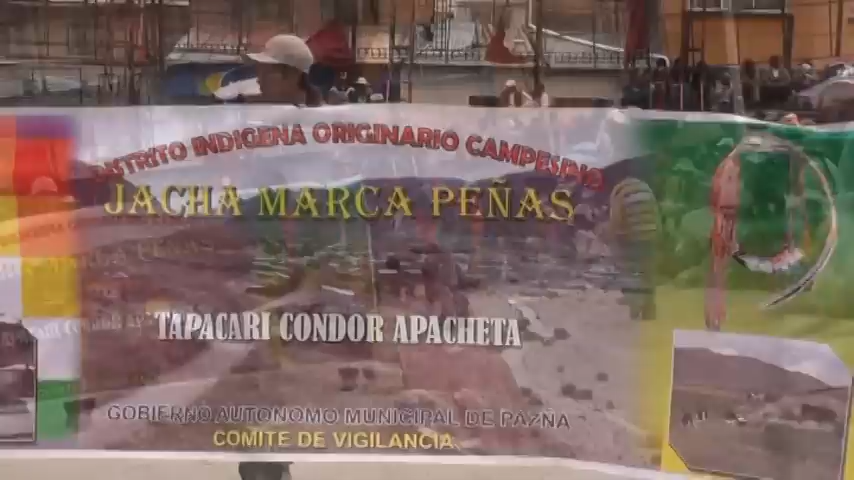 DISTRITO INDIGENA ORIGINARIO CAMPESINO
JACHA MARCA PEÑAS
TAPACARI CONDOR APACHETA
GOBIERNO AUTONOMO MUNICIPAL DE PAZÑA
COMITE DE VIGILANCIA